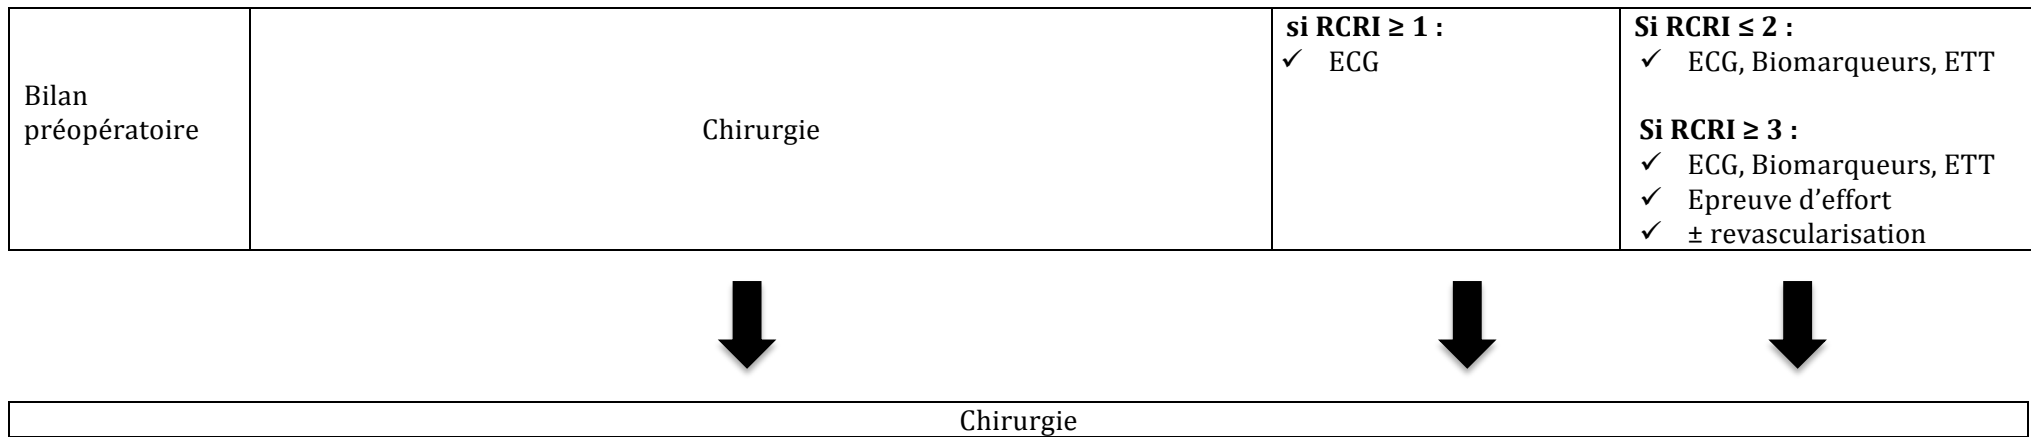 Bilan
préopératoire
Chirurgie
si RCRI ≥ 1 :
✓ ECG
Si RCRI ≤ 2 :
✓ ECG, Biomarqueurs, ETT
Si RCRI ≥ 3 :
✓ ECG, Biomarqueurs, ETT
✓ Epreuve d’effort
✓ ± revascularisation
Chirurgie